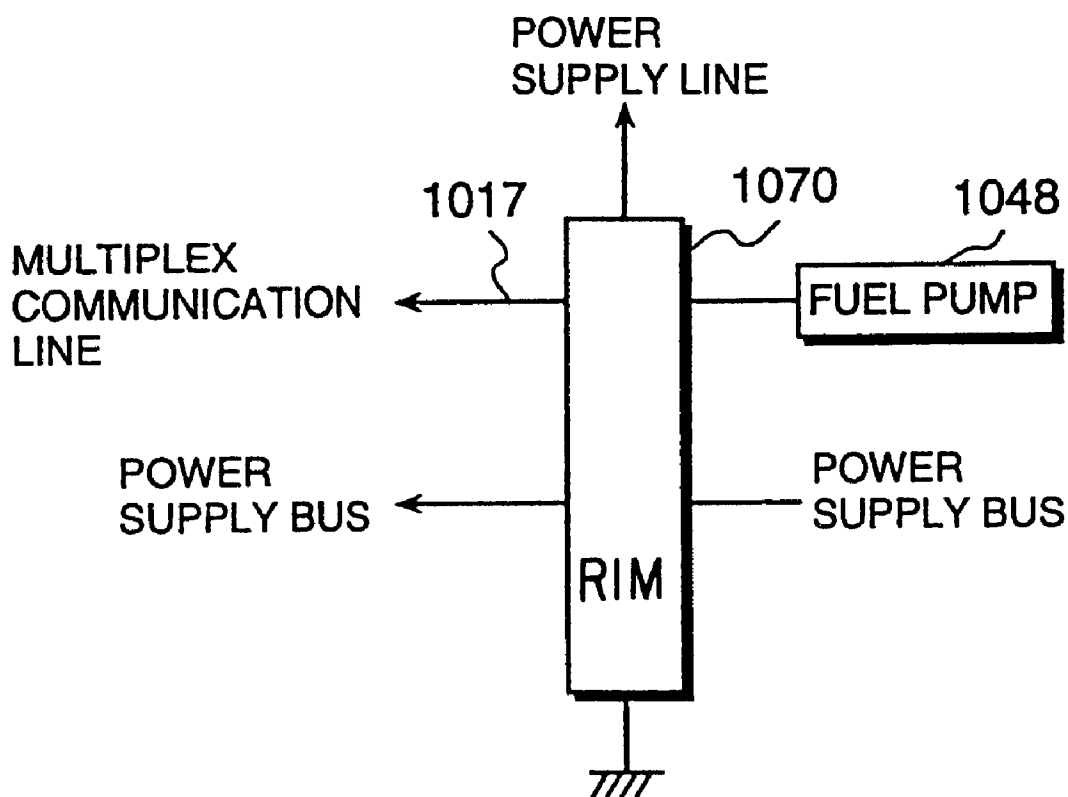 POWER
SUPPLY LINE
1017
1070
1048
MULTIPLEX
COMMUNICATION
LINE
FUEL PUMP
POWER
SUPPLY BUS
POWER
SUPPLY BUS
RIM